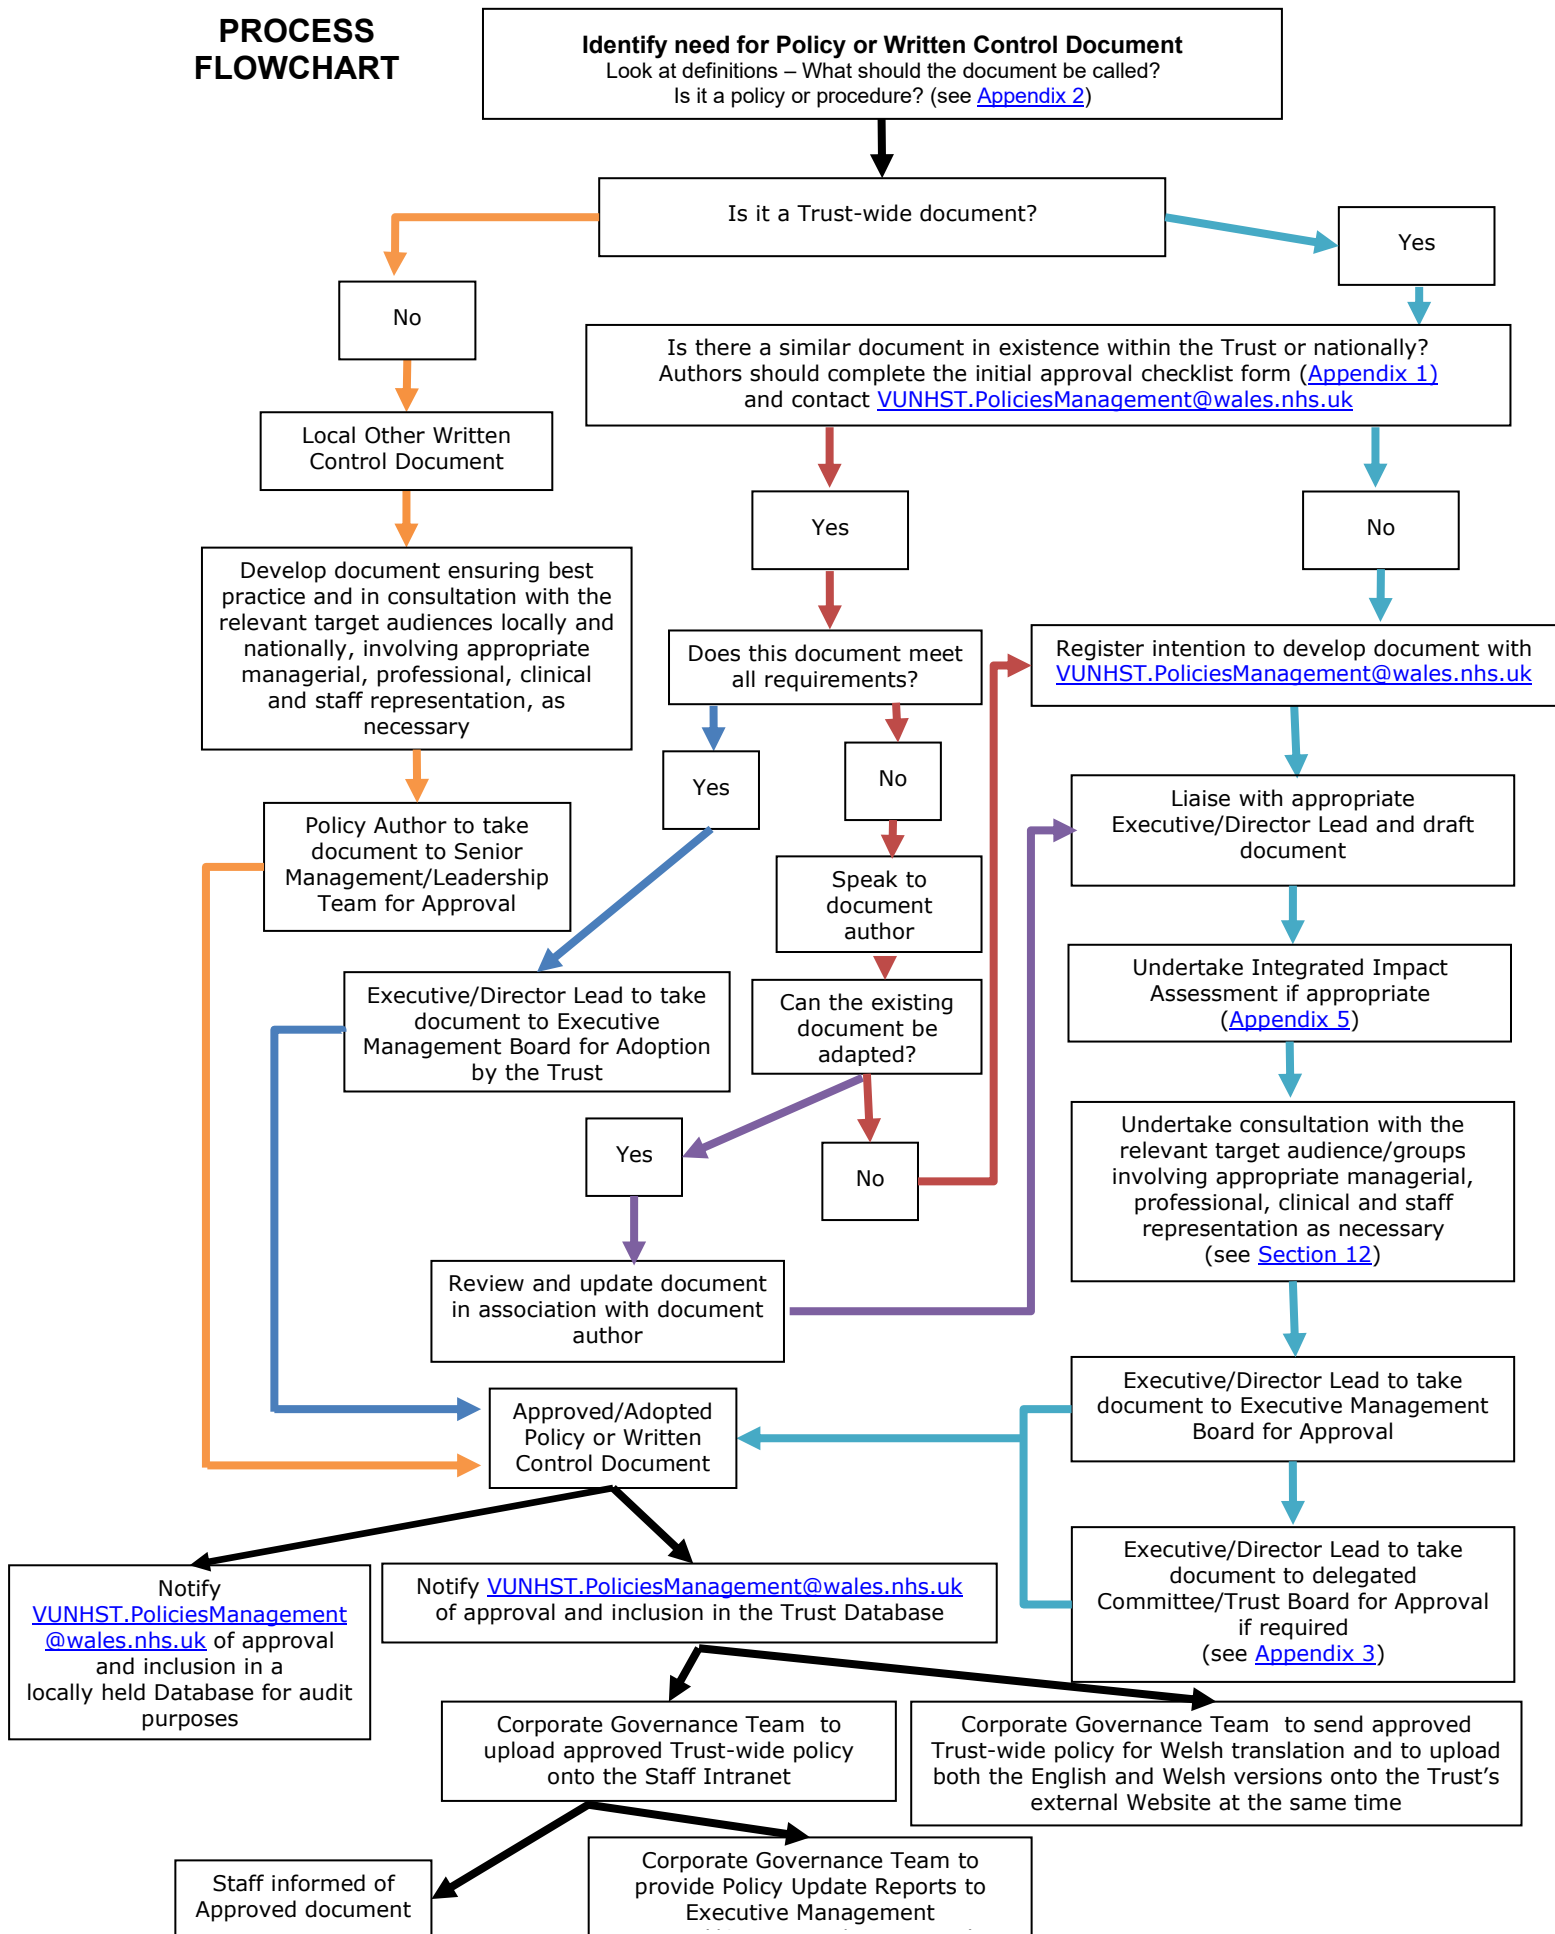 PROCESS
FLOWCHART
Identify need for Policy or Written Control Document
Look at definitions – What should the document be called?
Is it a policy or procedure? (see Appendix 2)
Is it a Trust-wide document?
Yes
No
Is there a similar document in existence within the Trust or nationally?
Authors should complete the initial approval checklist form (Appendix 1)
and contact VUNHST.PoliciesManagement@wales.nhs.uk
Local Other Written
Control Document
Yes
No
Develop document ensuring best
practice and in consultation with the
relevant target audiences locally and
nationally, involving appropriate
managerial, professional, clinical
and staff representation, as
necessary
Does this document meet
all requirements?
Register intention to develop document with
VUNHST.PoliciesManagement@wales.nhs.uk
Yes
No
Liaise with appropriate
Executive/Director Lead and draft
document
Policy Author to take
document to Senior
Management/Leadership
Team for Approval
Speak to
document
author
Undertake Integrated Impact
Assessment if appropriate
(Appendix 5)
Executive/Director Lead to take
document to Executive
Management Board for Adoption
by the Trust
Can the existing
document be
adapted?
Undertake consultation with the
relevant target audience/groups
involving appropriate managerial,
professional, clinical and staff
representation as necessary
(see Section 12)
Yes
No
Review and update document
in association with document
author
Executive/Director Lead to take
document to Executive Management
Board for Approval
Approved/Adopted
Policy or Written
Control Document
Executive/Director Lead to take
document to delegated
Committee/Trust Board for Approval
if required
(see Appendix 3)
Notify
VUNHST.PoliciesManagement
@wales.nhs.uk of approval
and inclusion in a
locally held Database for audit
purposes
Notify VUNHST.PoliciesManagement@wales.nhs.uk
of approval and inclusion in the Trust Database
Corporate Governance Team  to
upload approved Trust-wide policy
onto the Staff Intranet
Corporate Governance Team  to send approved
Trust-wide policy for Welsh translation and to upload
both the English and Welsh versions onto the Trust’s
external Website at the same time
Staff informed of
Approved document
Corporate Governance Team to
provide Policy Update Reports to
Executive Management